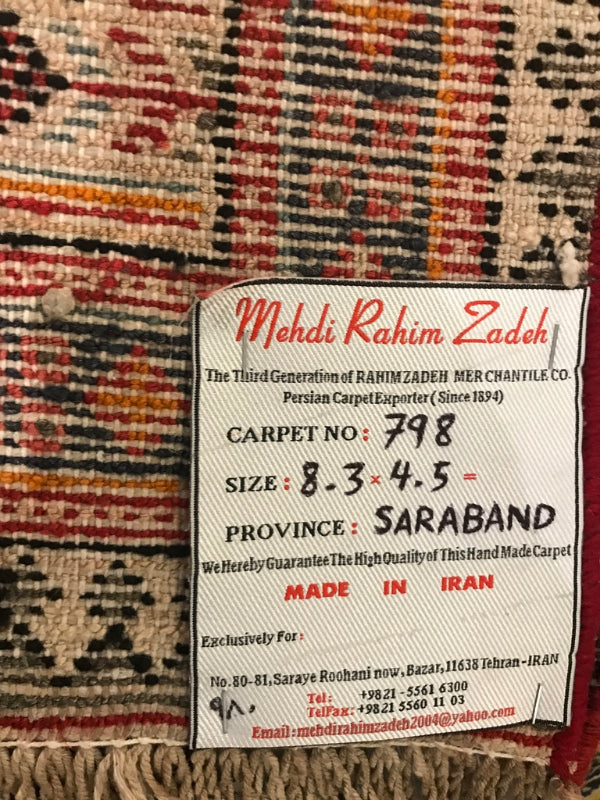 Mehdi Rahim Zadeh
The Third Generation of RAHIMZADEH MERCHANTILE CO.
Persian Carpet Exporter ( Since 1894)
CARPET NO : 798
SIZE : 8.3 × 4.5 =
PROVINCE : SARABAND
We Hereby Guarantee The High Quality of This Hand Made Carpet
MADE IN IRAN
Exclusively For :
No. 80-81, Saraye Roohani now, Bazar, 11638 Tehran -IRAN
Tel : +9821 - 5561 6300
TelFax : +9821 5560 11 03
۹۸۰
Email : mehdirahimzadeh2004@yahoo.com